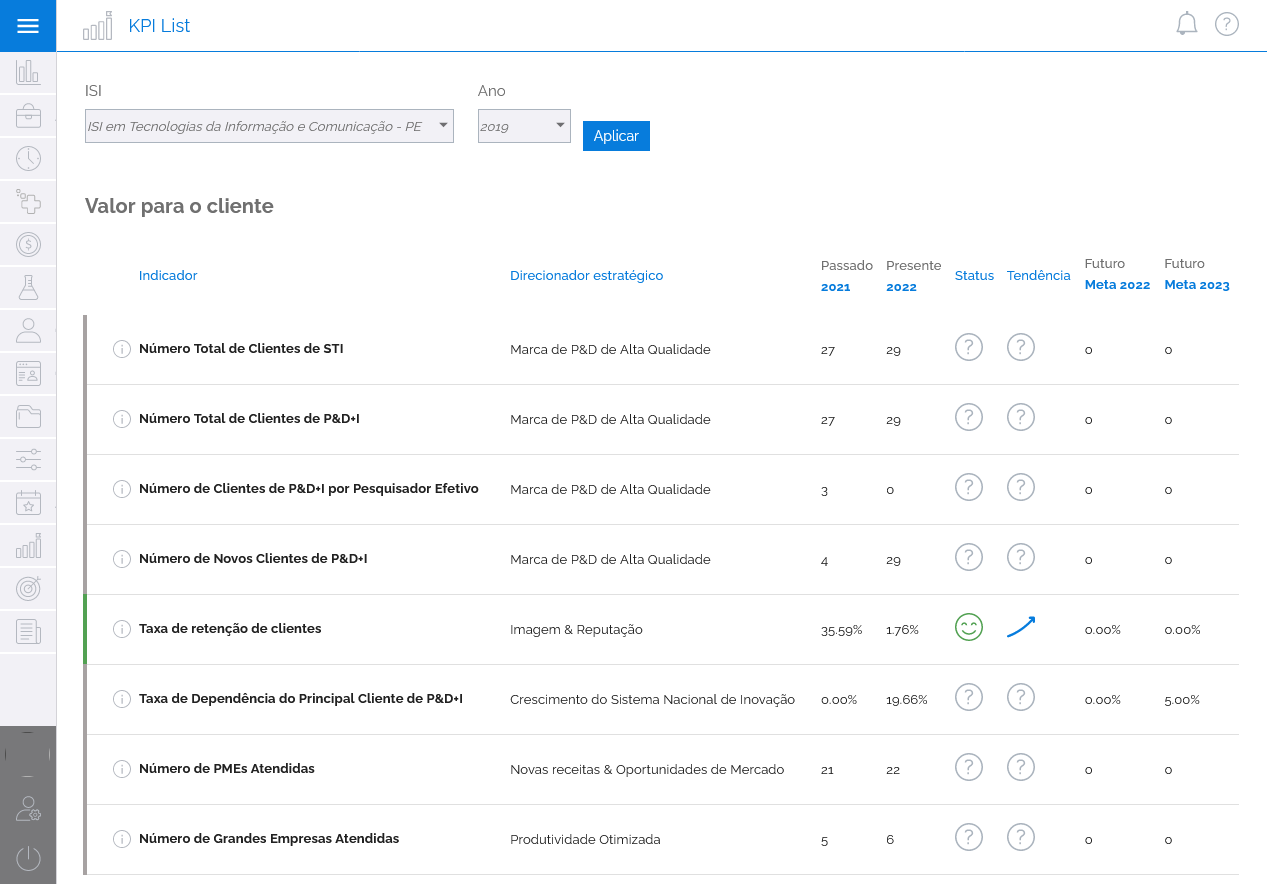 KPI List
ISI
Ano
ISI em Tecnologias da Informação e Comunicação - PE
2019
Aplicar
Valor para o cliente
Indicador Direcionador estratégico Passado 2021 Presente 2022 Status Tendência Futuro Meta 2022 Futuro Meta 2023
Número Total de Clientes de STI Marca de P&D de Alta Qualidade 27 29 ? ? 0 0
Número Total de Clientes de P&D+I Marca de P&D de Alta Qualidade 27 29 ? ? 0 0
Número de Clientes de P&D+I por Pesquisador Efetivo Marca de P&D de Alta Qualidade 3 0 ? ? 0 0
Número de Novos Clientes de P&D+I Marca de P&D de Alta Qualidade 4 29 ? ? 0 0
Taxa de retenção de clientes Imagem & Reputação 35.59% 1.76% 0.00% 0.00%
Taxa de Dependência do Principal Cliente de P&D+I Crescimento do Sistema Nacional de Inovação 0.00% 19.66% ? ? 0.00% 5.00%
Número de PMEs Atendidas Novas receitas & Oportunidades de Mercado 21 22 ? ? 0 0
Número de Grandes Empresas Atendidas Produtividade Otimizada 5 6 ? ? 0 0